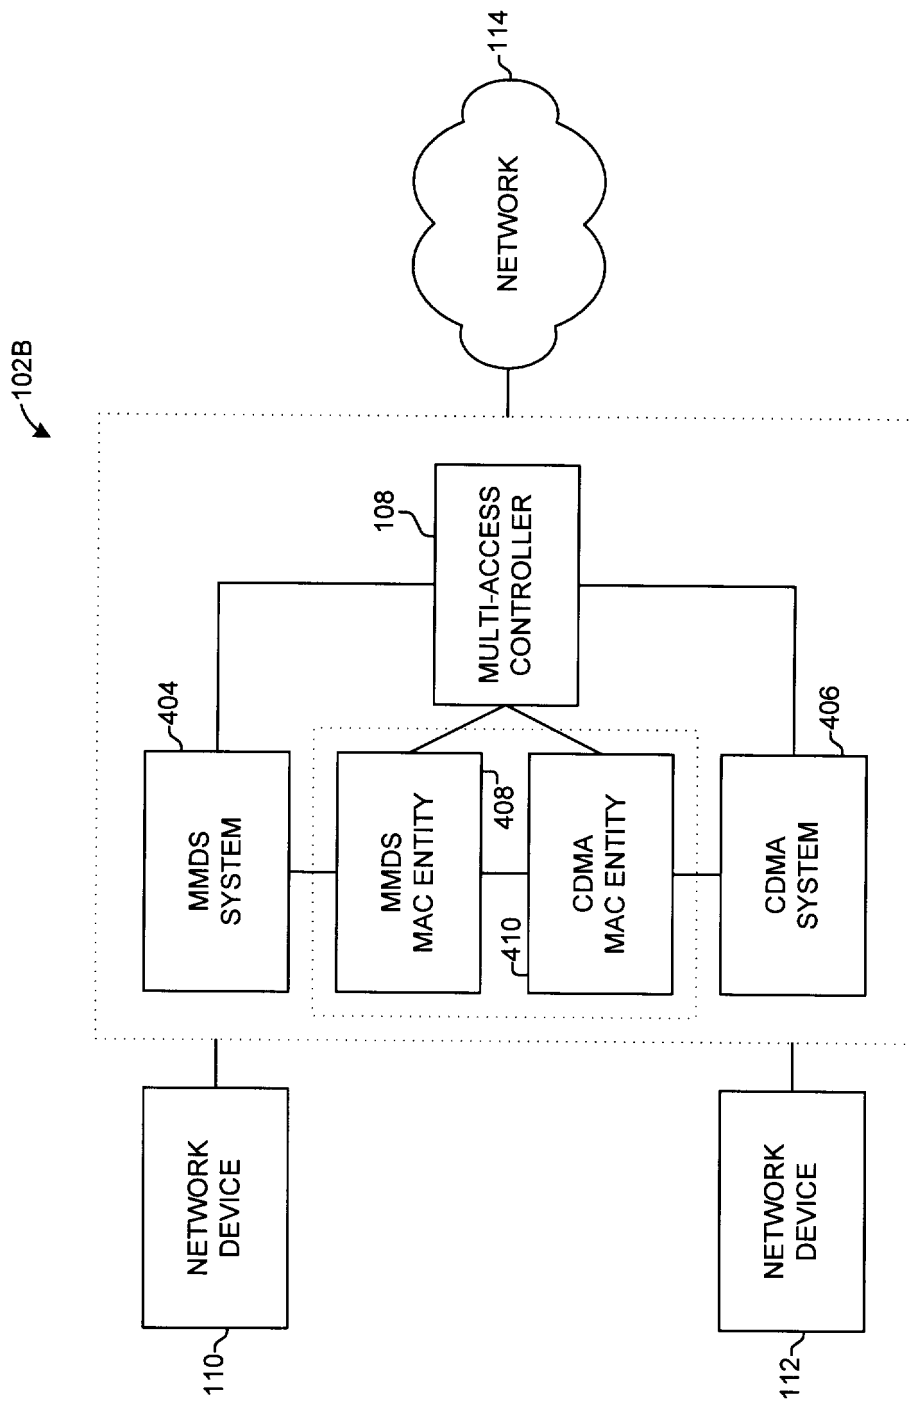 102B
110
NETWORK
DEVICE
404
MMDS
SYSTEM
MMDS
MAC ENTITY
408
108
MULTI-ACCESS
CONTROLLER
NETWORK
114
410
CDMA
MAC ENTITY
406
CDMA
SYSTEM
112
NETWORK
DEVICE